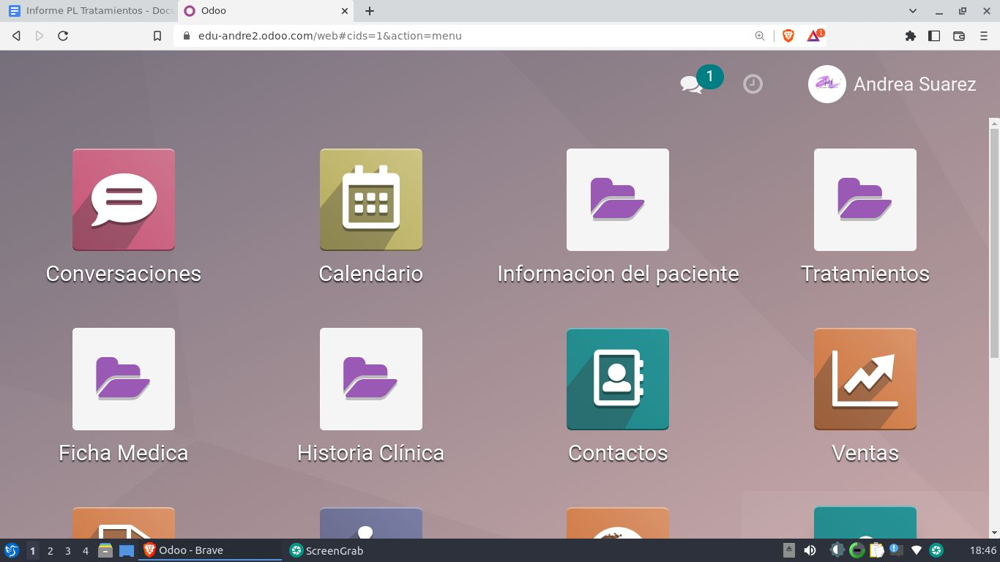 Informe PL Tratamientos - Docu
Odoo
edu-andre2.odoo.com/web#cids=1&action=menu
1
1
Andrea Suarez
Conversaciones
Calendario
Informacion del paciente
Tratamientos
Ficha Medica
Historia Clínica
Contactos
Ventas
1 2 3 4
Odoo - Brave
ScreenGrab
18:46